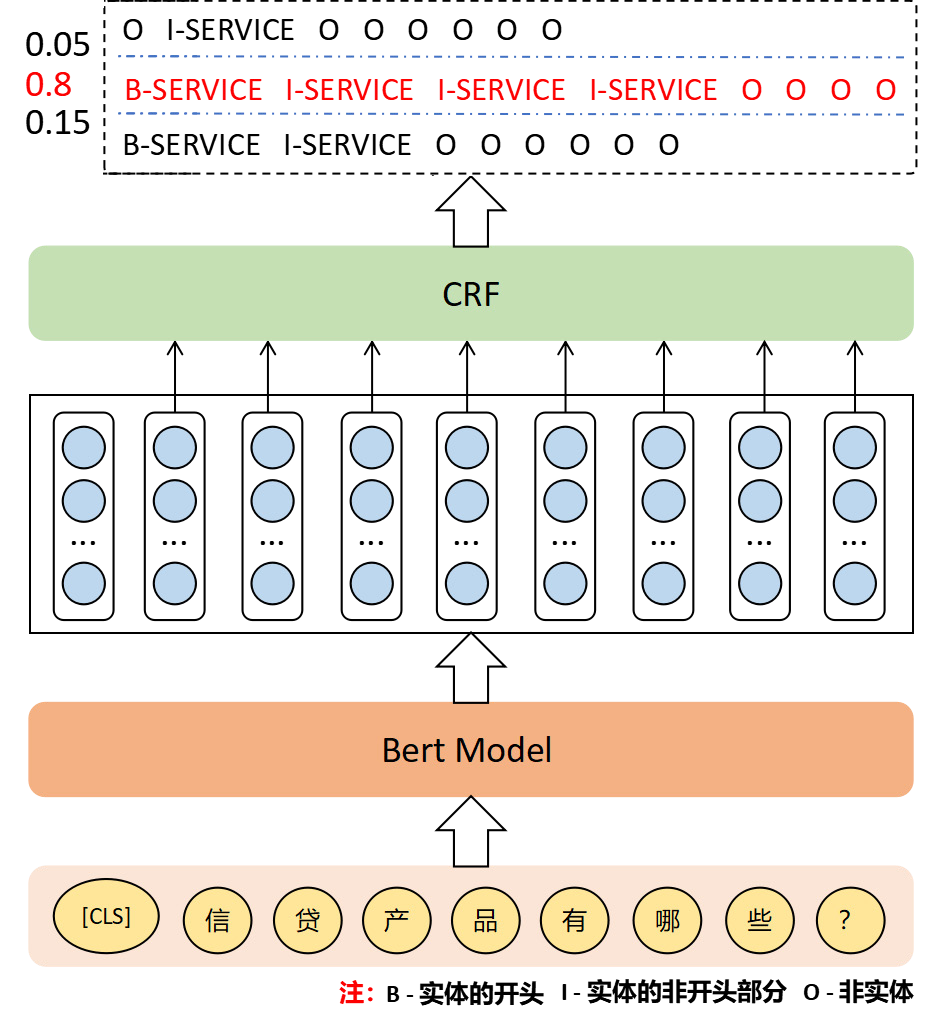 0.05 O I-SERVICE O O O O O O
0.8 B-SERVICE I-SERVICE I-SERVICE I-SERVICE O O O O
0.15 B-SERVICE I-SERVICE O O O O O O
CRF
... ... ... ... ... ... ... ... ...
Bert Model
[CLS] 信 贷 产 品 有 哪 些 ?
注: B - 实体的开头 I - 实体的非开头部分 O - 非实体